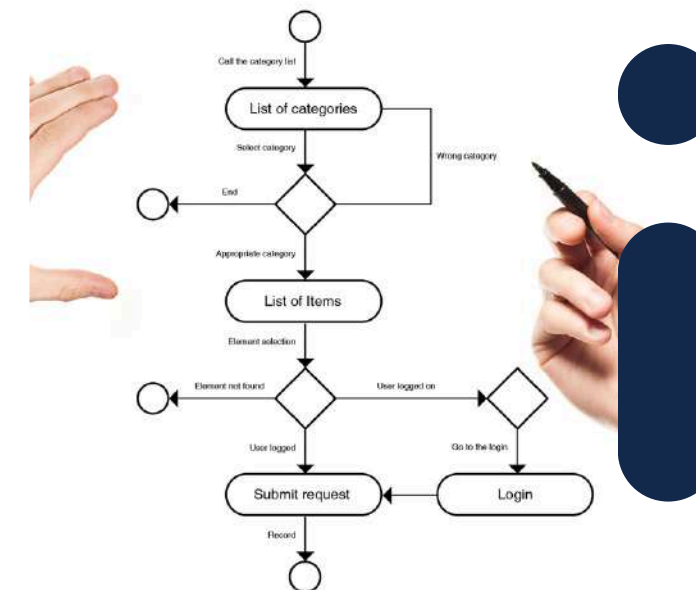 Call the category list
List of categories
Select category
Wrong category
End
Appropriate category
List of Items
Element selection
Element not found
User logged on
User logged
Go to the login
Submit request
Login
Record